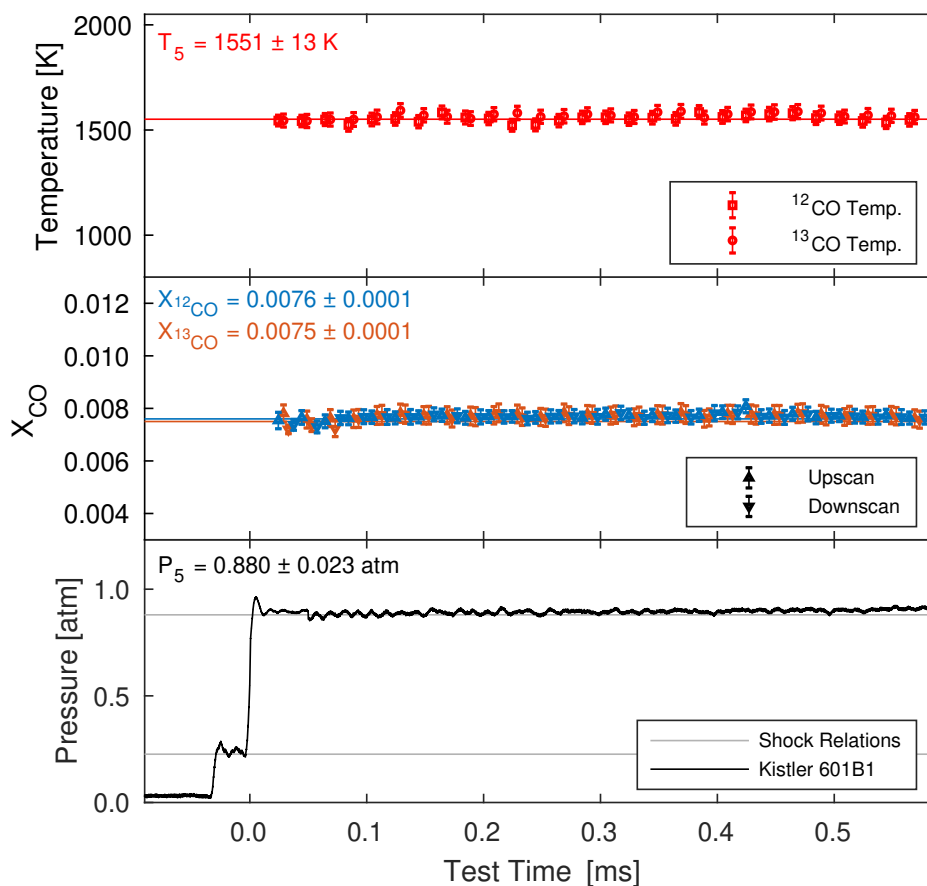 2000
1500
1000
Temperature [K]
T5 = 1551 ± 13 K
12CO Temp.
13CO Temp.
0.012
0.010
0.008
0.006
0.004
XCO
X12CO = 0.0076 ± 0.0001
X13CO = 0.0075 ± 0.0001
Upscan
Downscan
1.0
0.5
0.0
Pressure [atm]
P5 = 0.880 ± 0.023 atm
Shock Relations
Kistler 601B1
0.0 0.1 0.2 0.3 0.4 0.5
Test Time [ms]